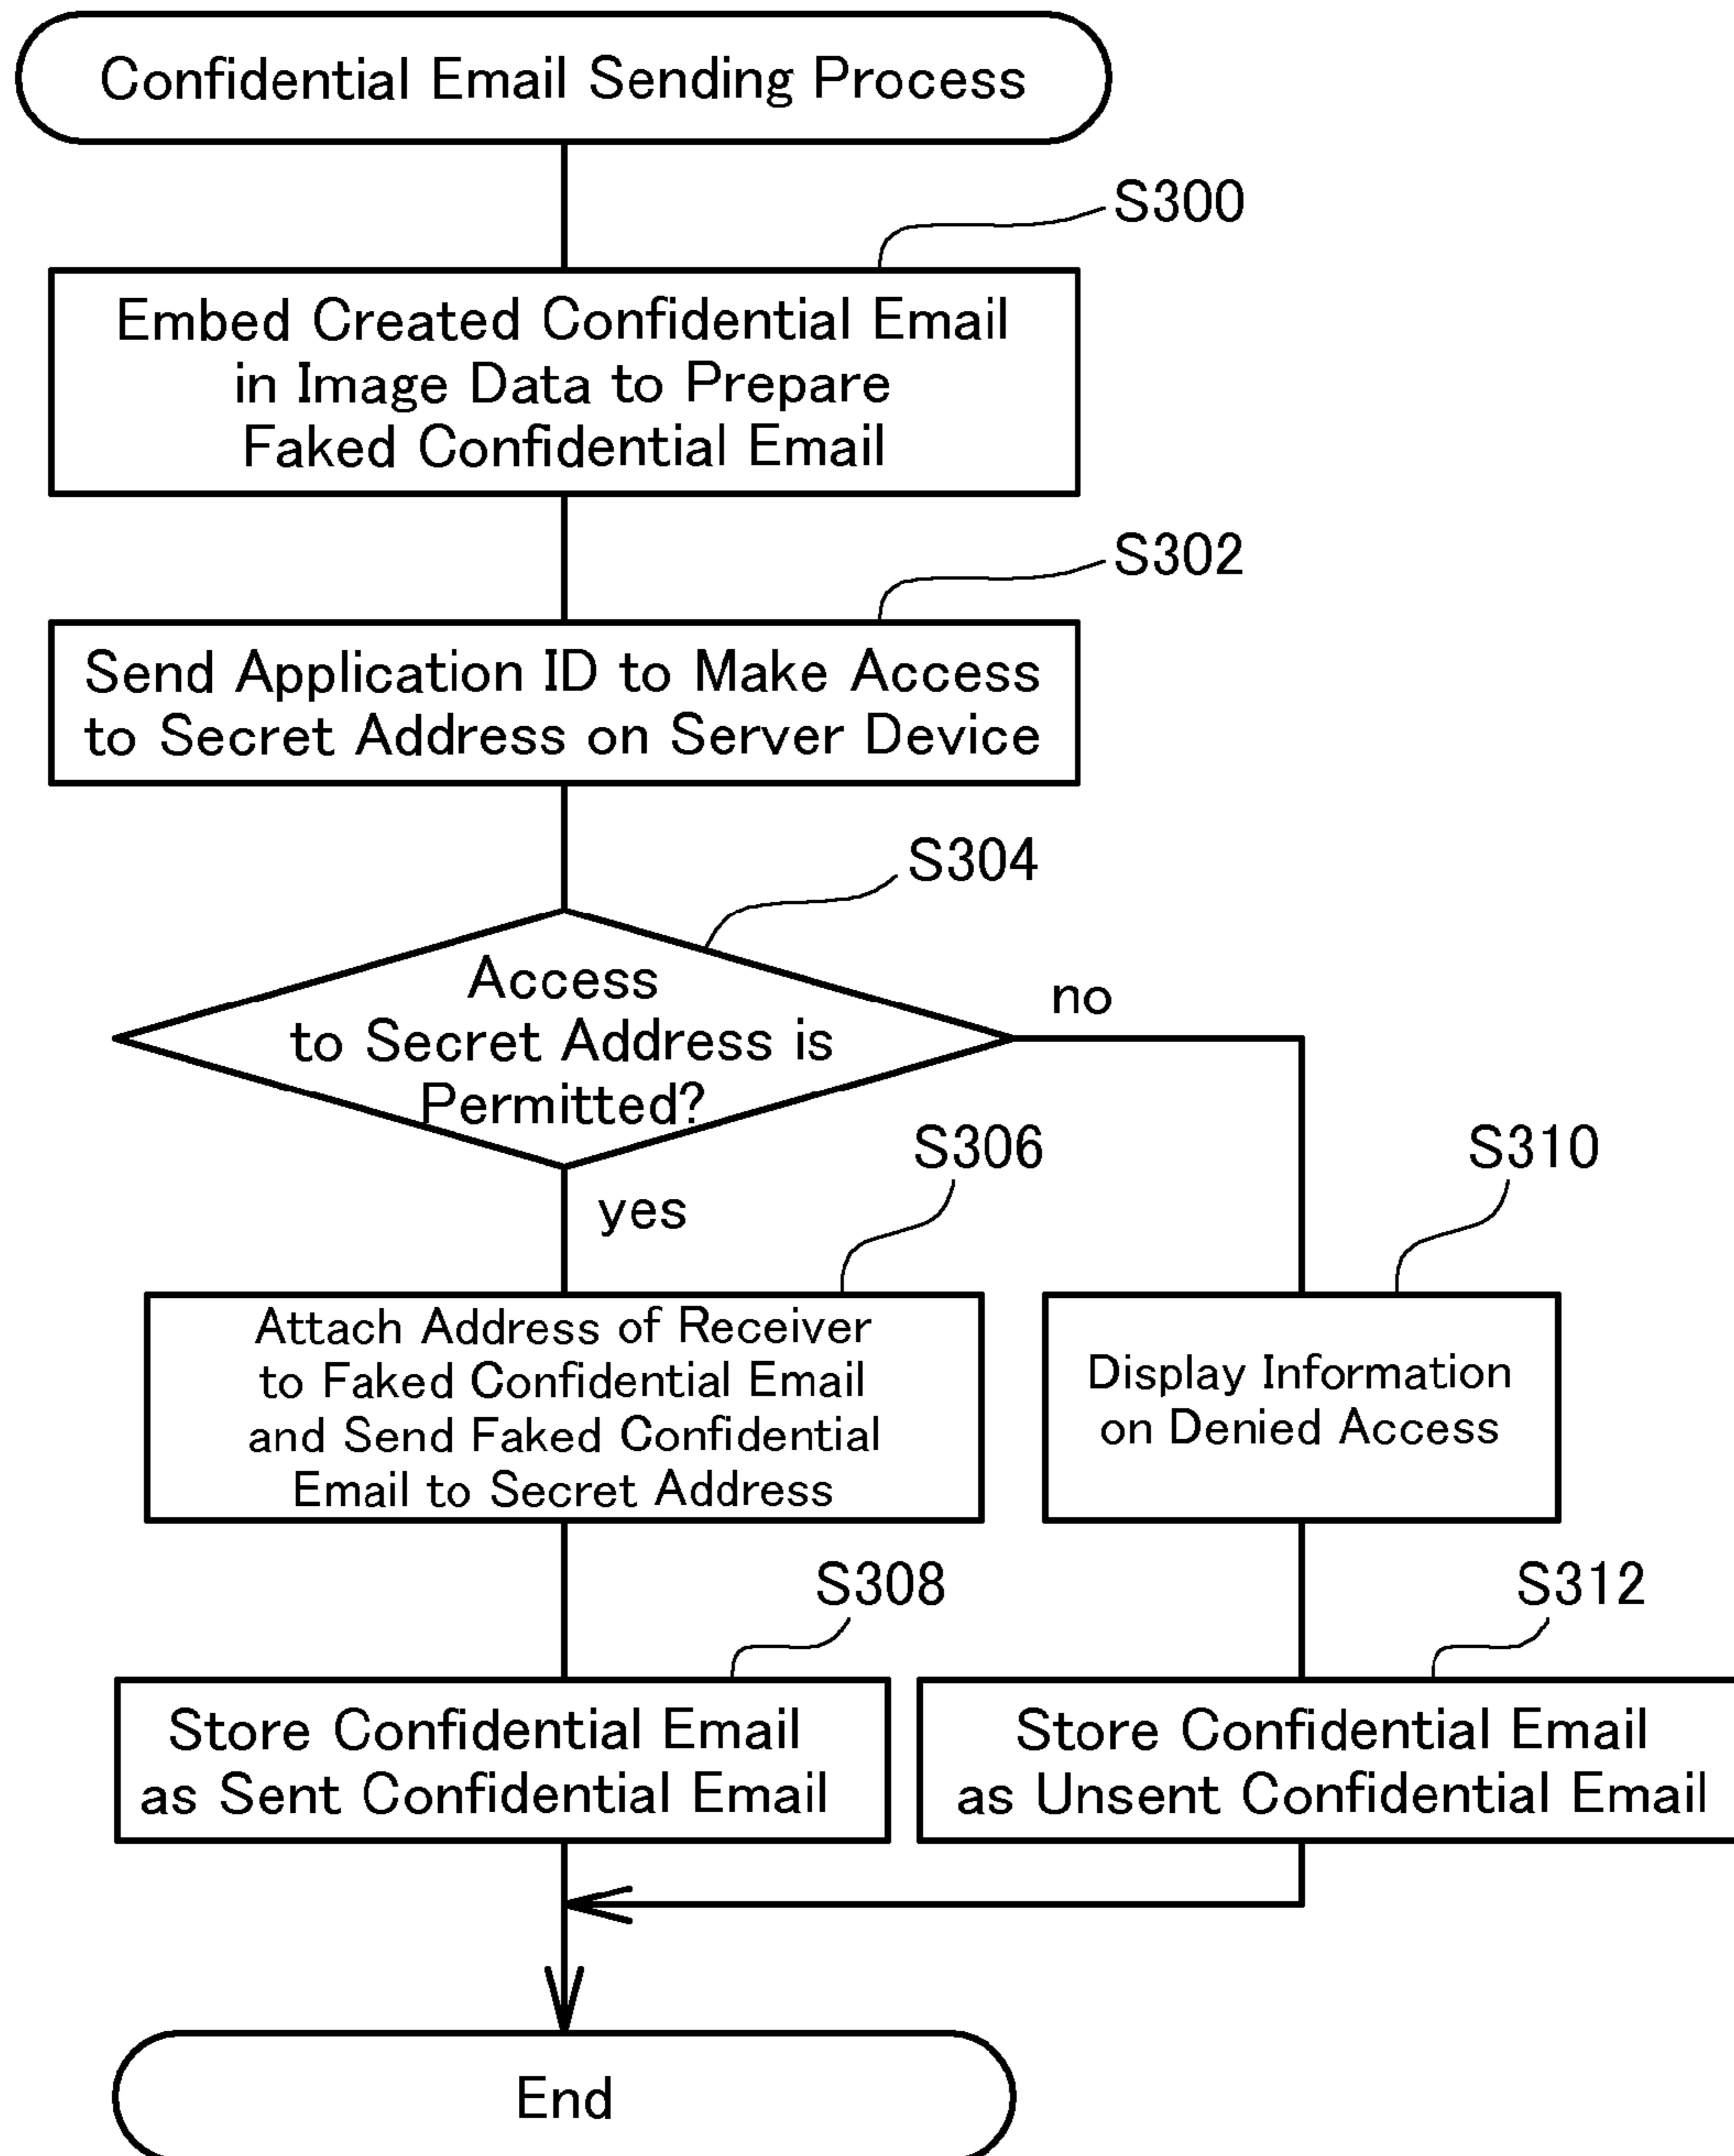 Confidential Email Sending Process
S300
Embed Created Confidential Email
in Image Data to Prepare
Faked Confidential Email
S302
Send Application ID to Make Access
to Secret Address on Server Device
S304
Access
to Secret Address is
Permitted?
no
yes
S306
Attach Address of Receiver
to Faked Confidential Email
and Send Faked Confidential
Email to Secret Address
S310
Display Information
on Denied Access
S308
Store Confidential Email
as Sent Confidential Email
S312
Store Confidential Email
as Unsent Confidential Email
End